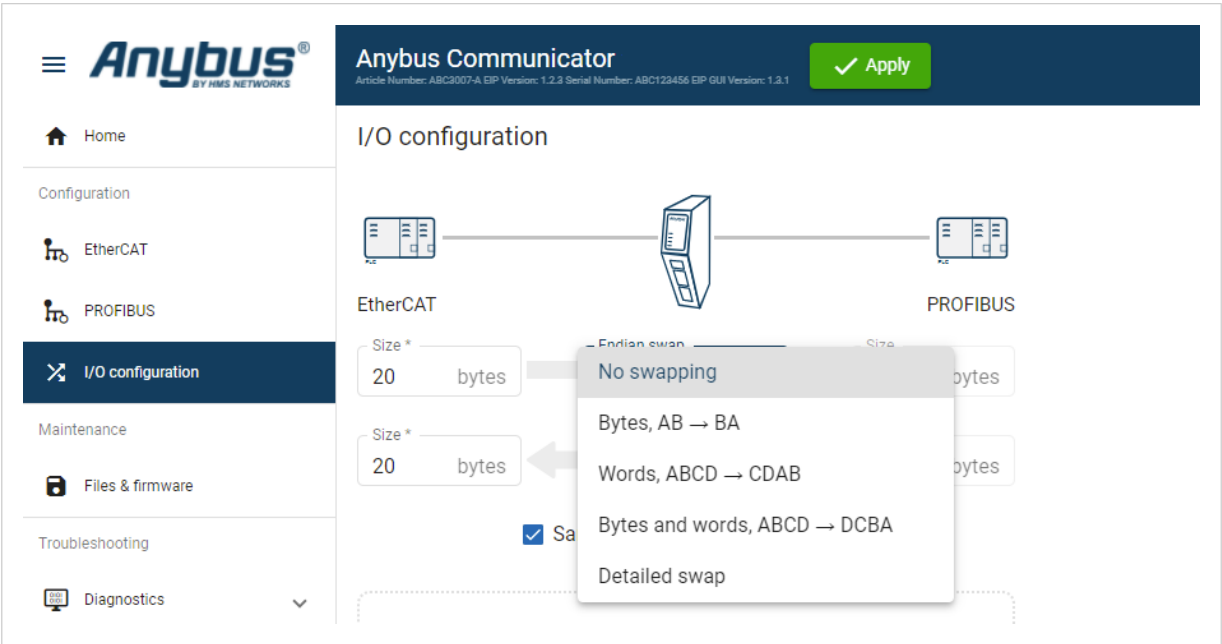 Anybus®
BY HMS NETWORKS
Anybus Communicator
Article Number: ABC3007-A EIP Version: 1.2.3 Serial Number: ABC123456 EIP GUI Version: 1.3.1
Apply
Home
Configuration
EtherCAT
PROFIBUS
I/O configuration
Maintenance
Files & firmware
Troubleshooting
Diagnostics
I/O configuration
PLC
PLC
EtherCAT
PROFIBUS
Size *
20 bytes
Endian swap
Size
bytes
No swapping
Bytes, AB → BA
Words, ABCD → CDAB
Bytes and words, ABCD → DCBA
Detailed swap
Size *
20 bytes
bytes
Sa